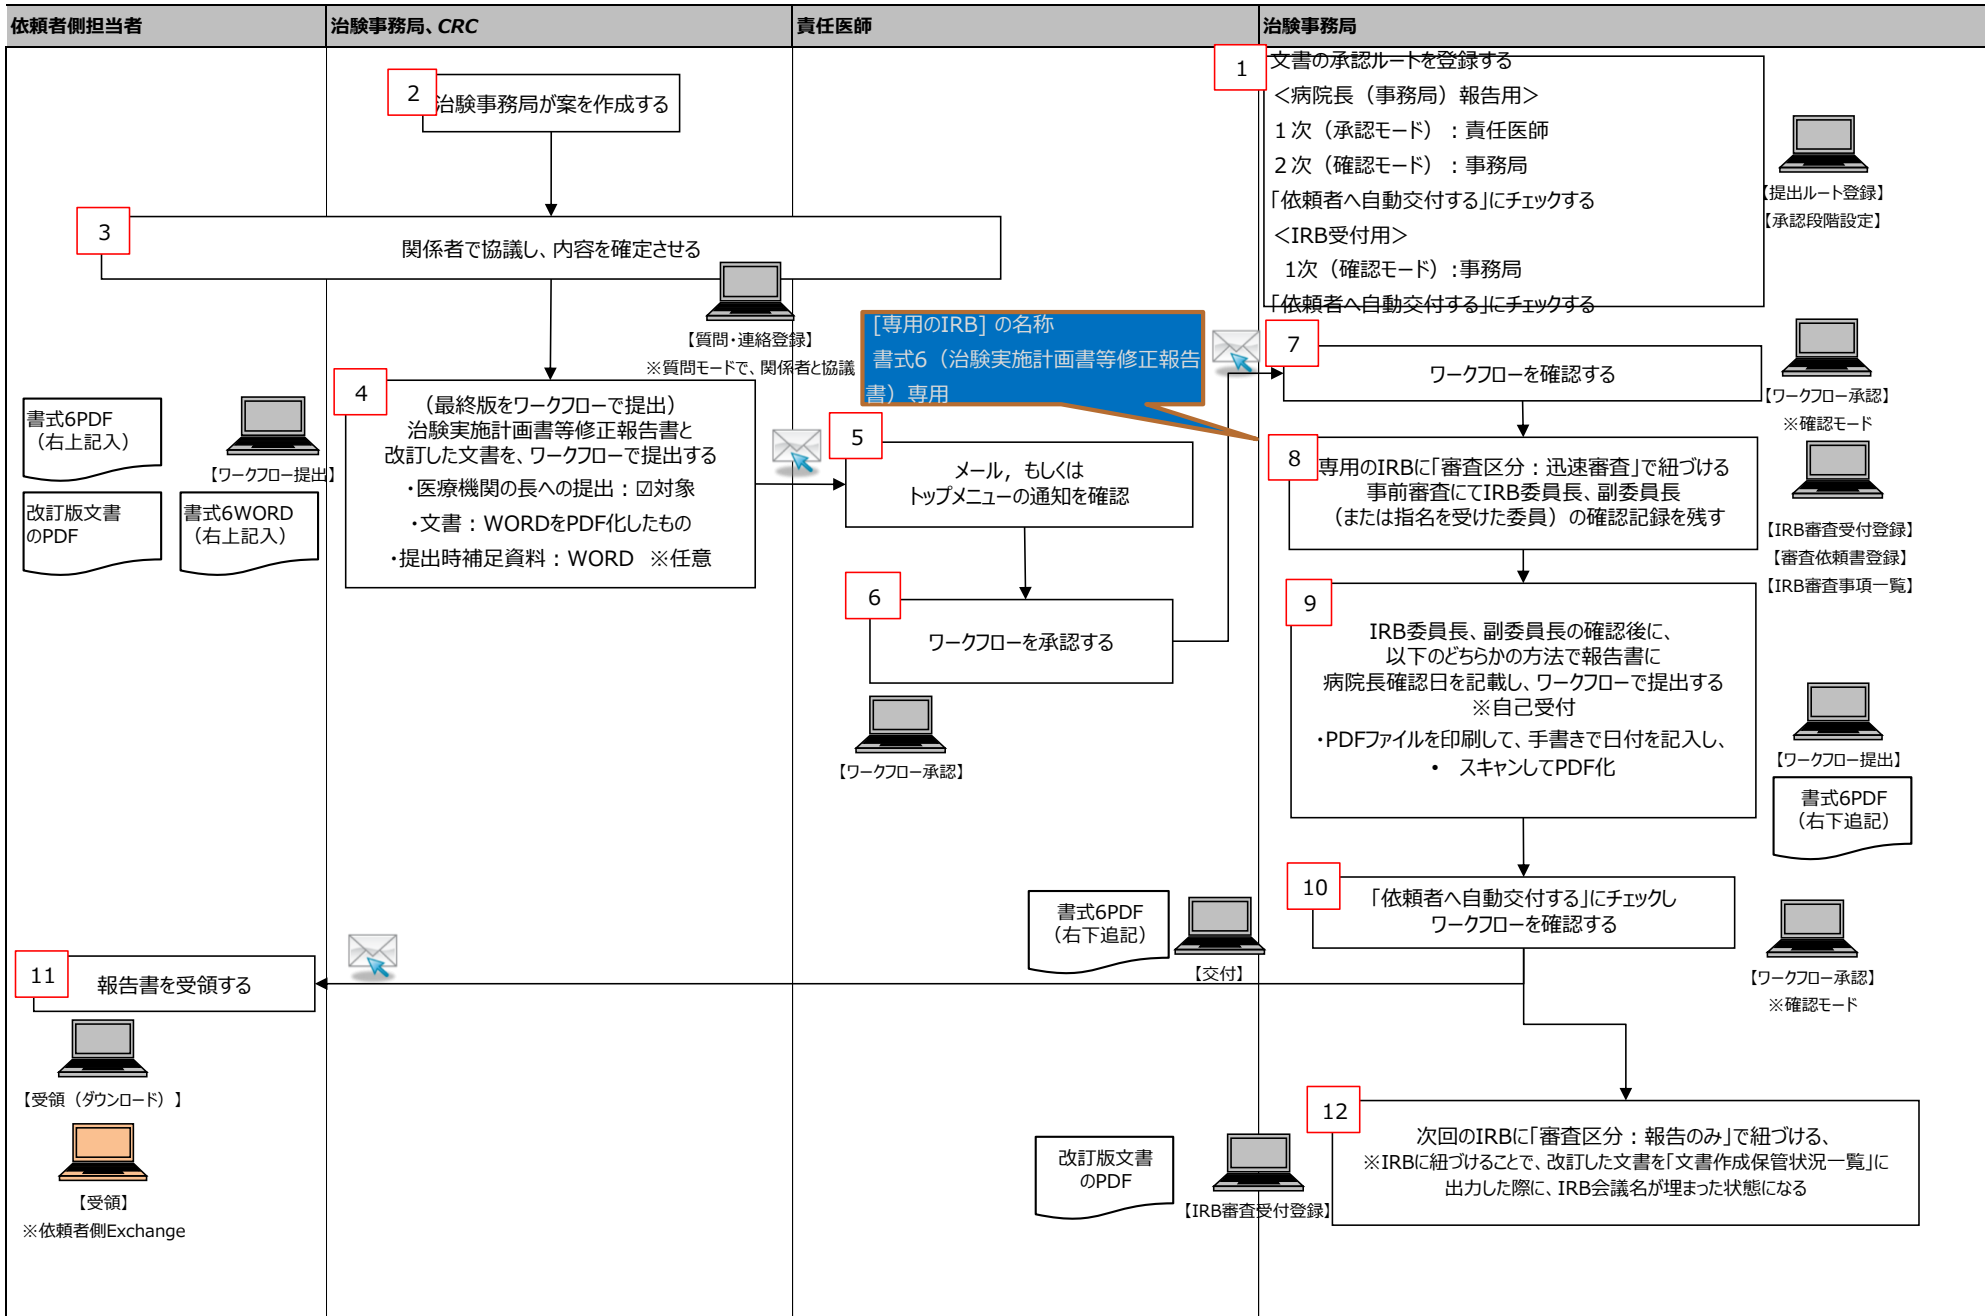 依頼者側担当者
治験事務局、CRC
責任医師
治験事務局
1
文書の承認ルートを登録する
＜病院長（事務局）報告用＞
１次（承認モード）：責任医師
２次（確認モード）：事務局
「依頼者へ自動交付する」にチェックする
＜IRB受付用＞
1次（確認モード）:事務局
「依頼者へ自動交付する」にチェックする
【提出ルート登録】
【承認段階設定】
2
治験事務局が案を作成する
3
関係者で協議し、内容を確定させる
【質問・連絡登録】
※質問モードで、関係者と協議
4
（最終版をワークフローで提出）
治験実施計画書等修正報告書と
改訂した文書を、ワークフローで提出する
・医療機関の長への提出：☑対象
・文書：WORDをPDF化したもの
・提出時補足資料：WORD　※任意
書式6PDF
（右上記入）
【ワークフロー提出】
改訂版文書
のPDF
書式6WORD
（右上記入）
5
メール，もしくは
トップメニューの通知を確認
6
ワークフローを承認する
【ワークフロー承認】
[専用のIRB] の名称
書式6（治験実施計画書等修正報告
書）専用
7
ワークフローを確認する
【ワークフロー承認】
※確認モード
8
専用のIRBに「審査区分：迅速審査」で紐づける
事前審査にてIRB委員長、副委員長
（または指名を受けた委員）の確認記録を残す
【IRB審査受付登録】
【審査依頼書登録】
【IRB審査事項一覧】
9
IRB委員長、副委員長の確認後に、
以下のどちらかの方法で報告書に
病院長確認日を記載し、ワークフローで提出する
※自己受付
・PDFファイルを印刷して、手書きで日付を記入し、
• スキャンしてPDF化
【ワークフロー提出】
書式6PDF
（右下追記）
10
「依頼者へ自動交付する」にチェックし
ワークフローを確認する
書式6PDF
（右下追記）
【交付】
【ワークフロー承認】
※確認モード
11
報告書を受領する
【受領（ダウンロード）】
【受領】
※依頼者側Exchange
12
次回のIRBに「審査区分：報告のみ」で紐づける、
※IRBに紐づけることで、改訂した文書を「文書作成保管状況一覧」に
出力した際に、IRB会議名が埋まった状態になる
改訂版文書
のPDF
【IRB審査受付登録】